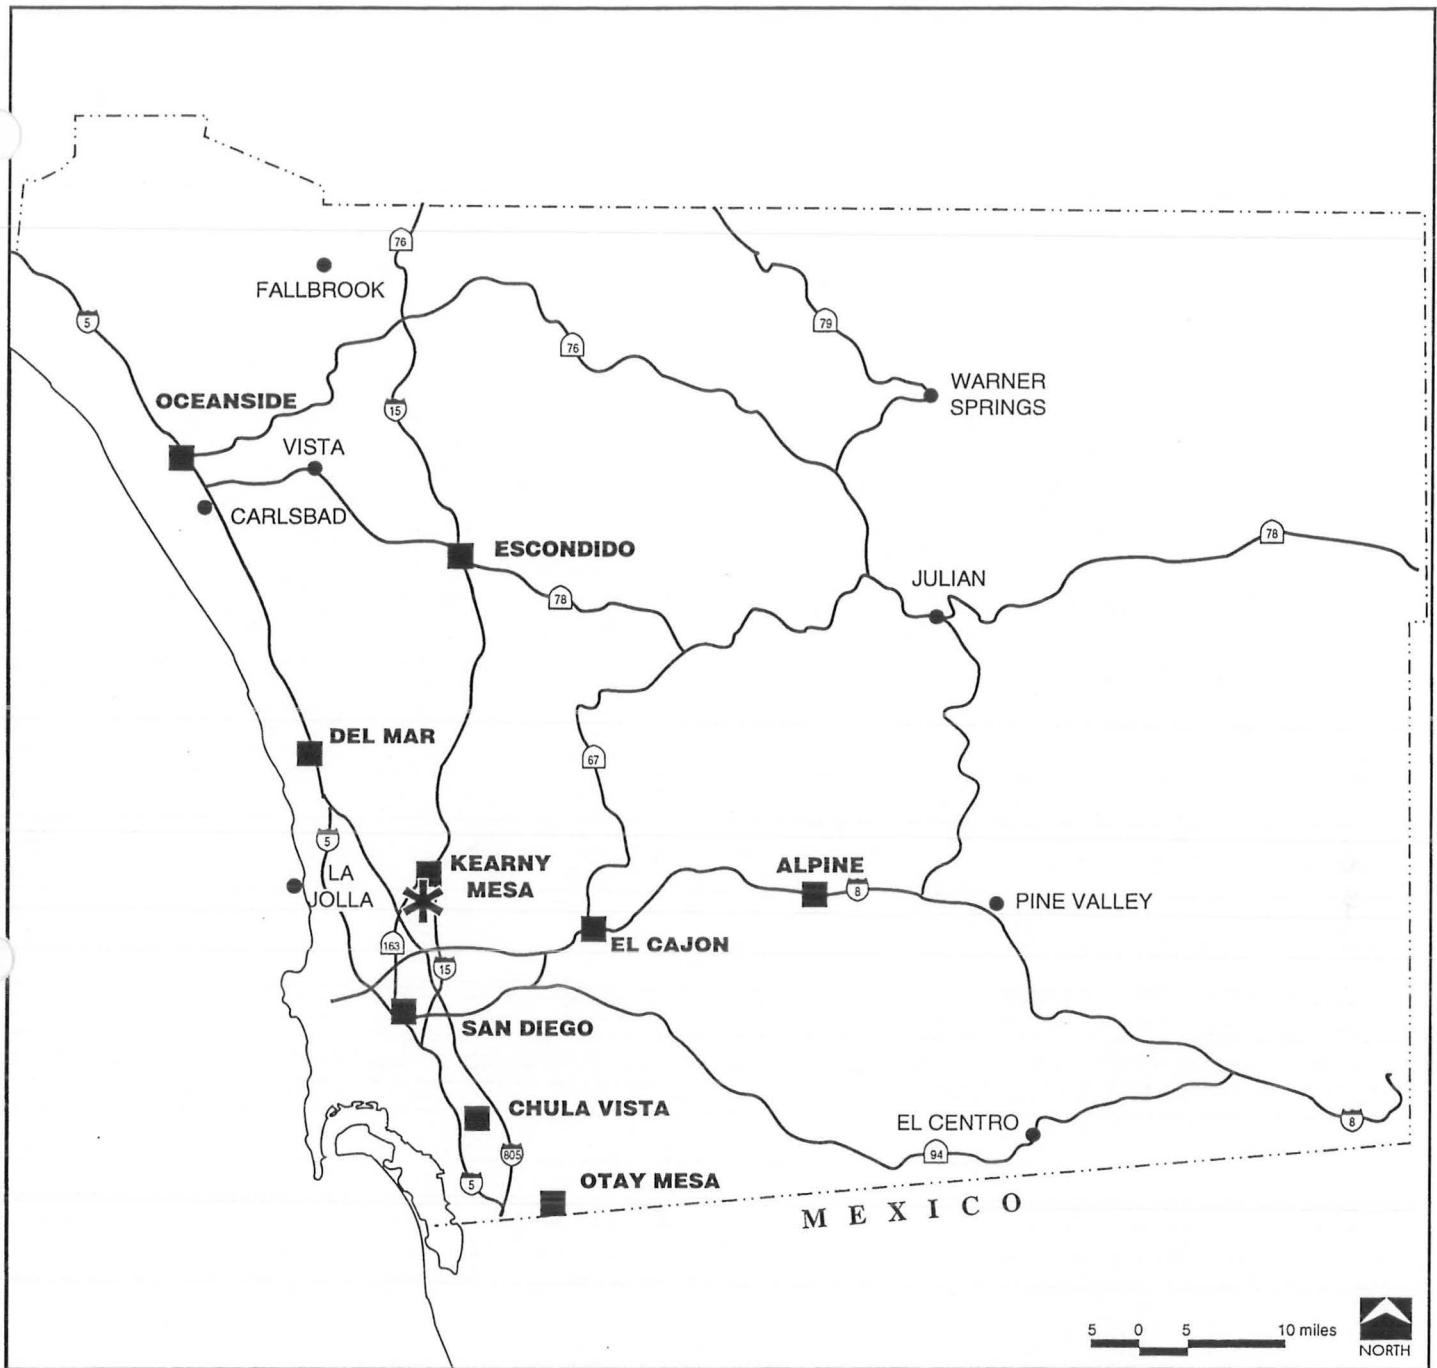 76
FALLBROOK
5
79
76
WARNER
SPRINGS
OCEANSIDE
15
VISTA
CARLSBAD
78
ESCONDIDO
JULIAN
78
DEL MAR
67
5
KEARNY
MESA
ALPINE
LA
JOLLA
8
PINE VALLEY
163
EL CAJON
15
SAN DIEGO
CHULA VISTA
EL CENTRO
8
805
94
5
OTAY MESA
MEXICO
5 0 5 10 miles
NORTH